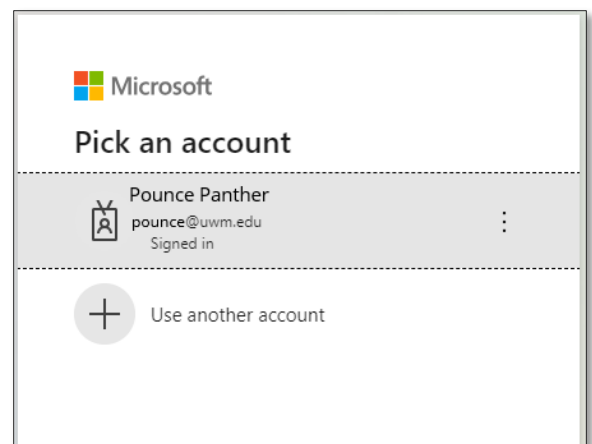 Microsoft
Pick an account
Pounce Panther
pounce@uwm.edu
Signed in
Use another account